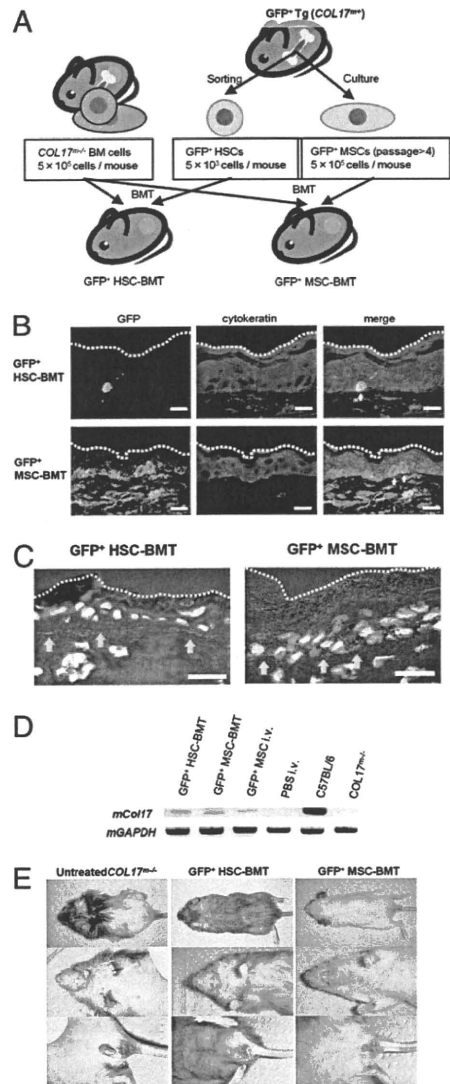 A
GFP⁺ Tg (COL17ᵐ⁺)
Sorting
Culture
COL17ᵐ⁻/⁻ BM cells
5 × 10⁵ cells / mouse
GFP⁺ HSCs
5 × 10³ cells / mouse
GFP⁺ MSCs (passage>4)
5 × 10⁵ cells / mouse
BMT
BMT
GFP⁺ HSC-BMT
GFP⁺ MSC-BMT
B
GFP
cytokeratin
merge
GFP⁺
HSC-BMT
GFP⁺
MSC-BMT
C
GFP⁺ HSC-BMT
GFP⁺ MSC-BMT
D
GFP⁺ HSC-BMT
GFP⁺ MSC-BMT
GFP⁺ MSC i.v.
PBS i.v.
C57BL/6
COL17ᵐ⁻/⁻
mCol17
mGAPDH
E
UntreatedCOL17ᵐ⁻/⁻
GFP⁺ HSC-BMT
GFP⁺ MSC-BMT